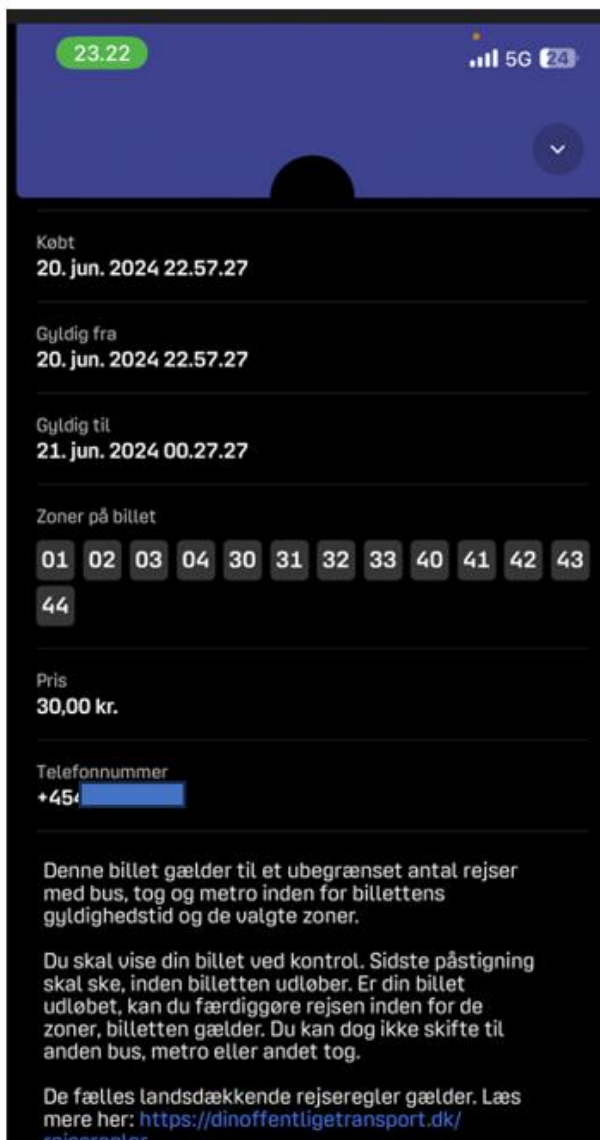 23.22
5G 24
Købt
20. jun. 2024 22.57.27
Gyldig fra
20. jun. 2024 22.57.27
Gyldig til
21. jun. 2024 00.27.27
Zoner på billet
01 02 03 04 30 31 32 33 40 41 42 43
44
Pris
30,00 kr.
Telefonnummer
+454
Denne billet gælder til et ubegrænset antal rejser
med bus, tog og metro inden for billettens
gyldighedstid og de valgte zoner.
Du skal vise din billet ved kontrol. Sidste påstigning
skal ske, inden billetten udløber. Er din billet
udløbet, kan du færdiggøre rejsen inden for de
zoner, billetten gælder. Du kan dog ikke skifte til
anden bus, metro eller andet tog.
De fælles landsdækkende rejseregler gælder. Læs
mere her: https://dinoffentligetransport.dk/
rejseregler